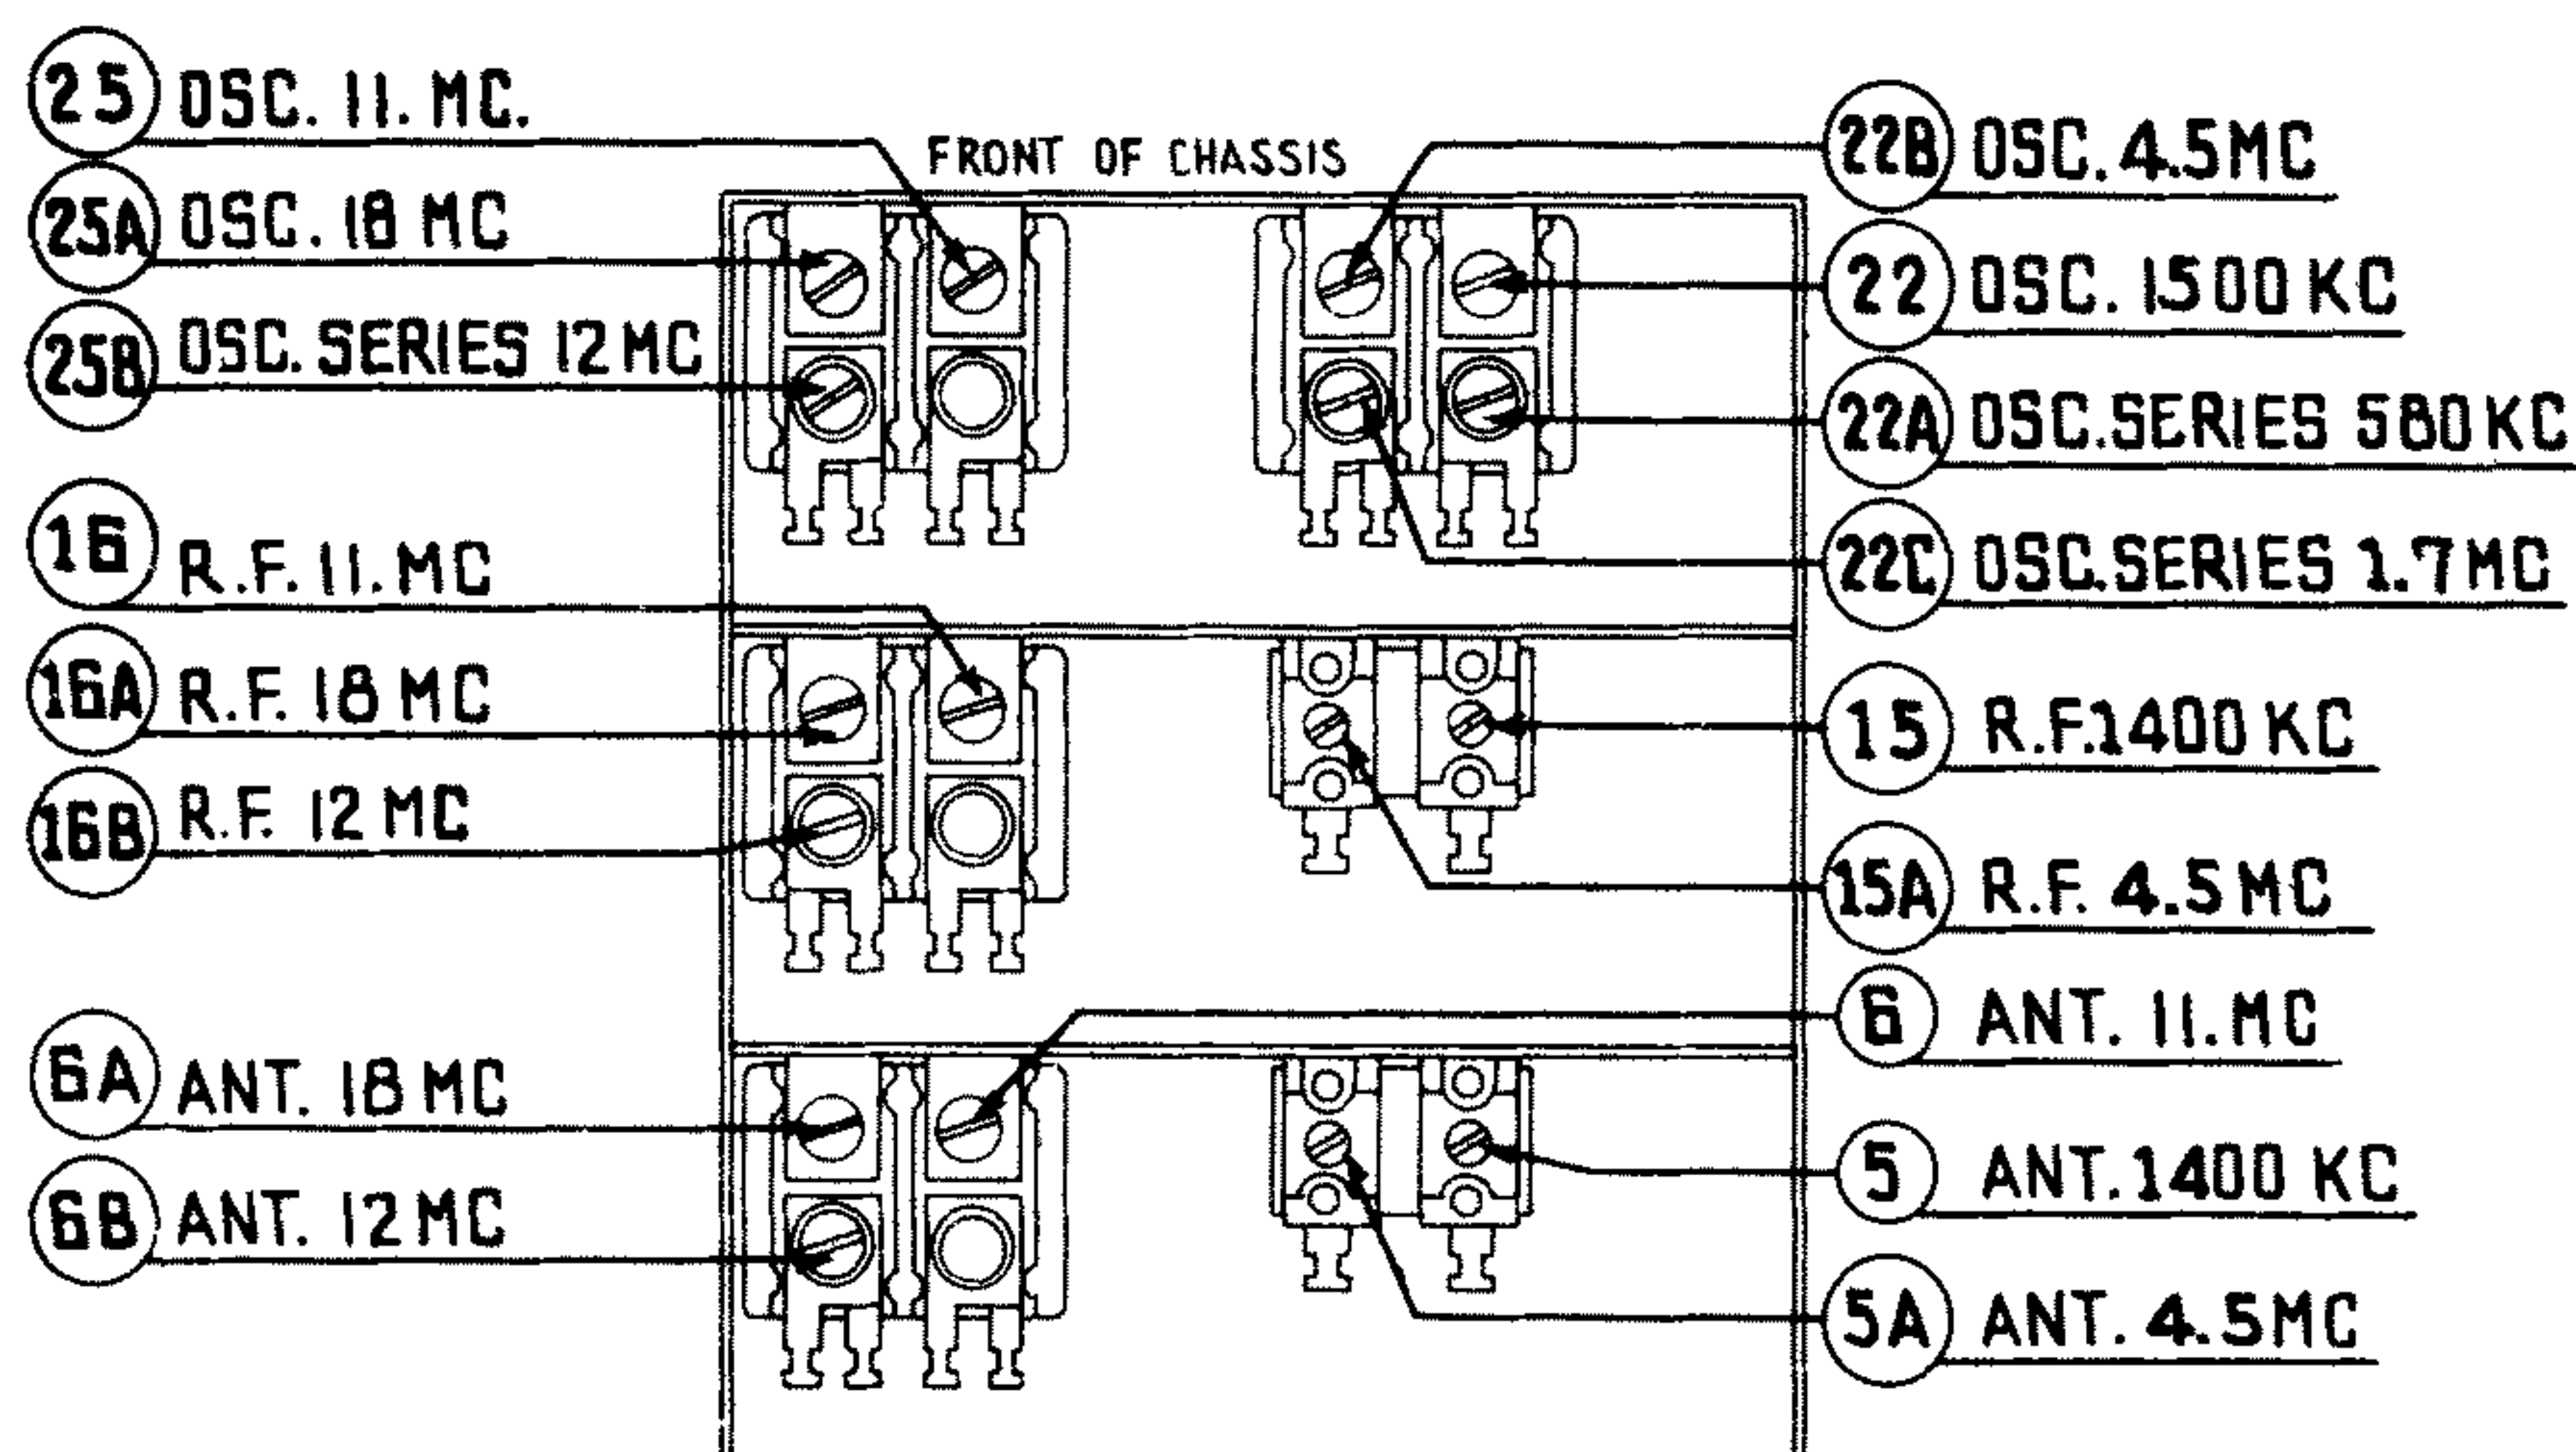 25 OSC. 11. MC.
25A OSC. 18 MC
25B OSC. SERIES 12 MC
16 R.F. 11. MC
16A R.F. 18 MC
16B R.F. 12 MC
6A ANT. 18 MC
6B ANT. 12 MC
FRONT OF CHASSIS
22B OSC. 4.5 MC
22 OSC. 1500 KC
22A OSC. SERIES 580 KC
22C OSC. SERIES 1.7 MC
15 R.F. 1400 KC
15A R.F. 4.5 MC
6 ANT. 11. MC
5 ANT. 1400 KC
5A ANT. 4.5 MC